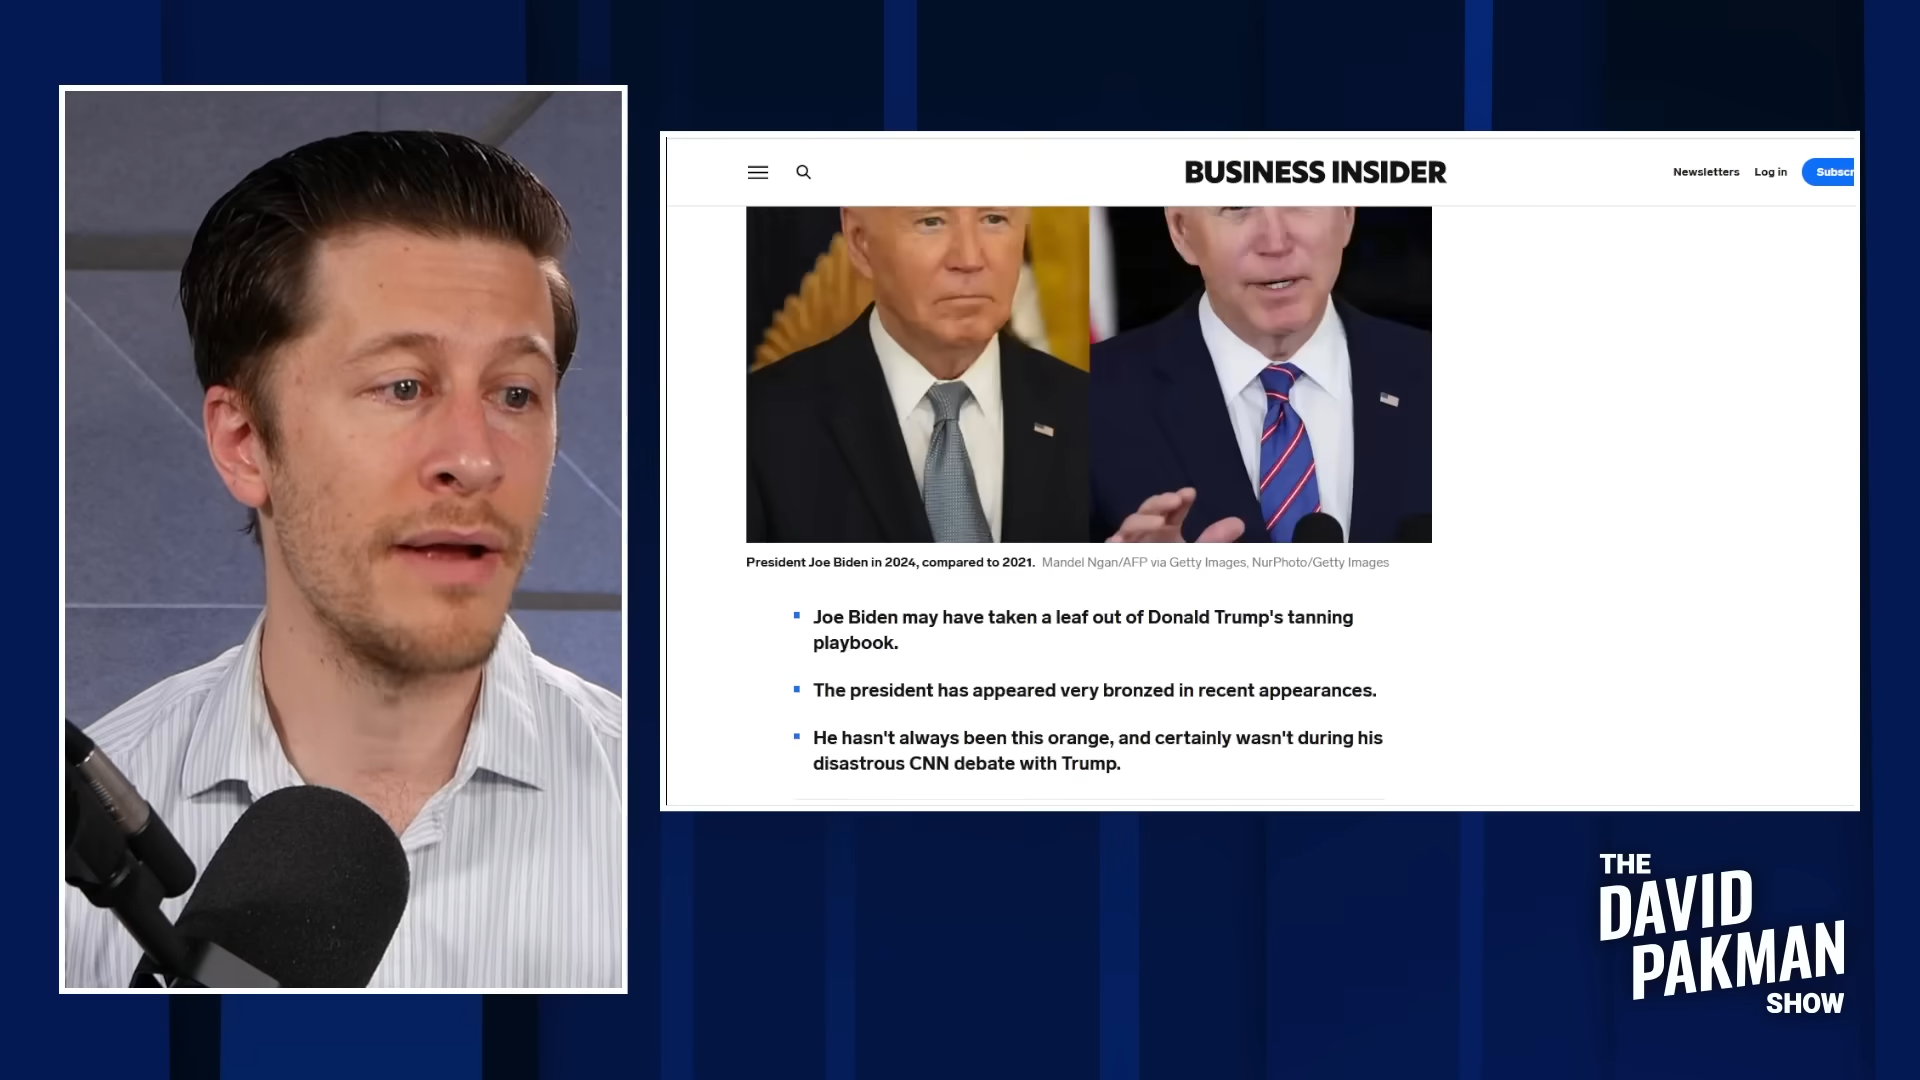 BUSINESS INSIDER
Newsletters Log in Subscr
President Joe Biden in 2024, compared to 2021. Mandel Ngan/AFP via Getty Images, NurPhoto/Getty Images
Joe Biden may have taken a leaf out of Donald Trump's tanning
playbook.
The president has appeared very bronzed in recent appearances.
He hasn't always been this orange, and certainly wasn't during his
disastrous CNN debate with Trump.
THE
DAVID
PAKMAN
SHOW